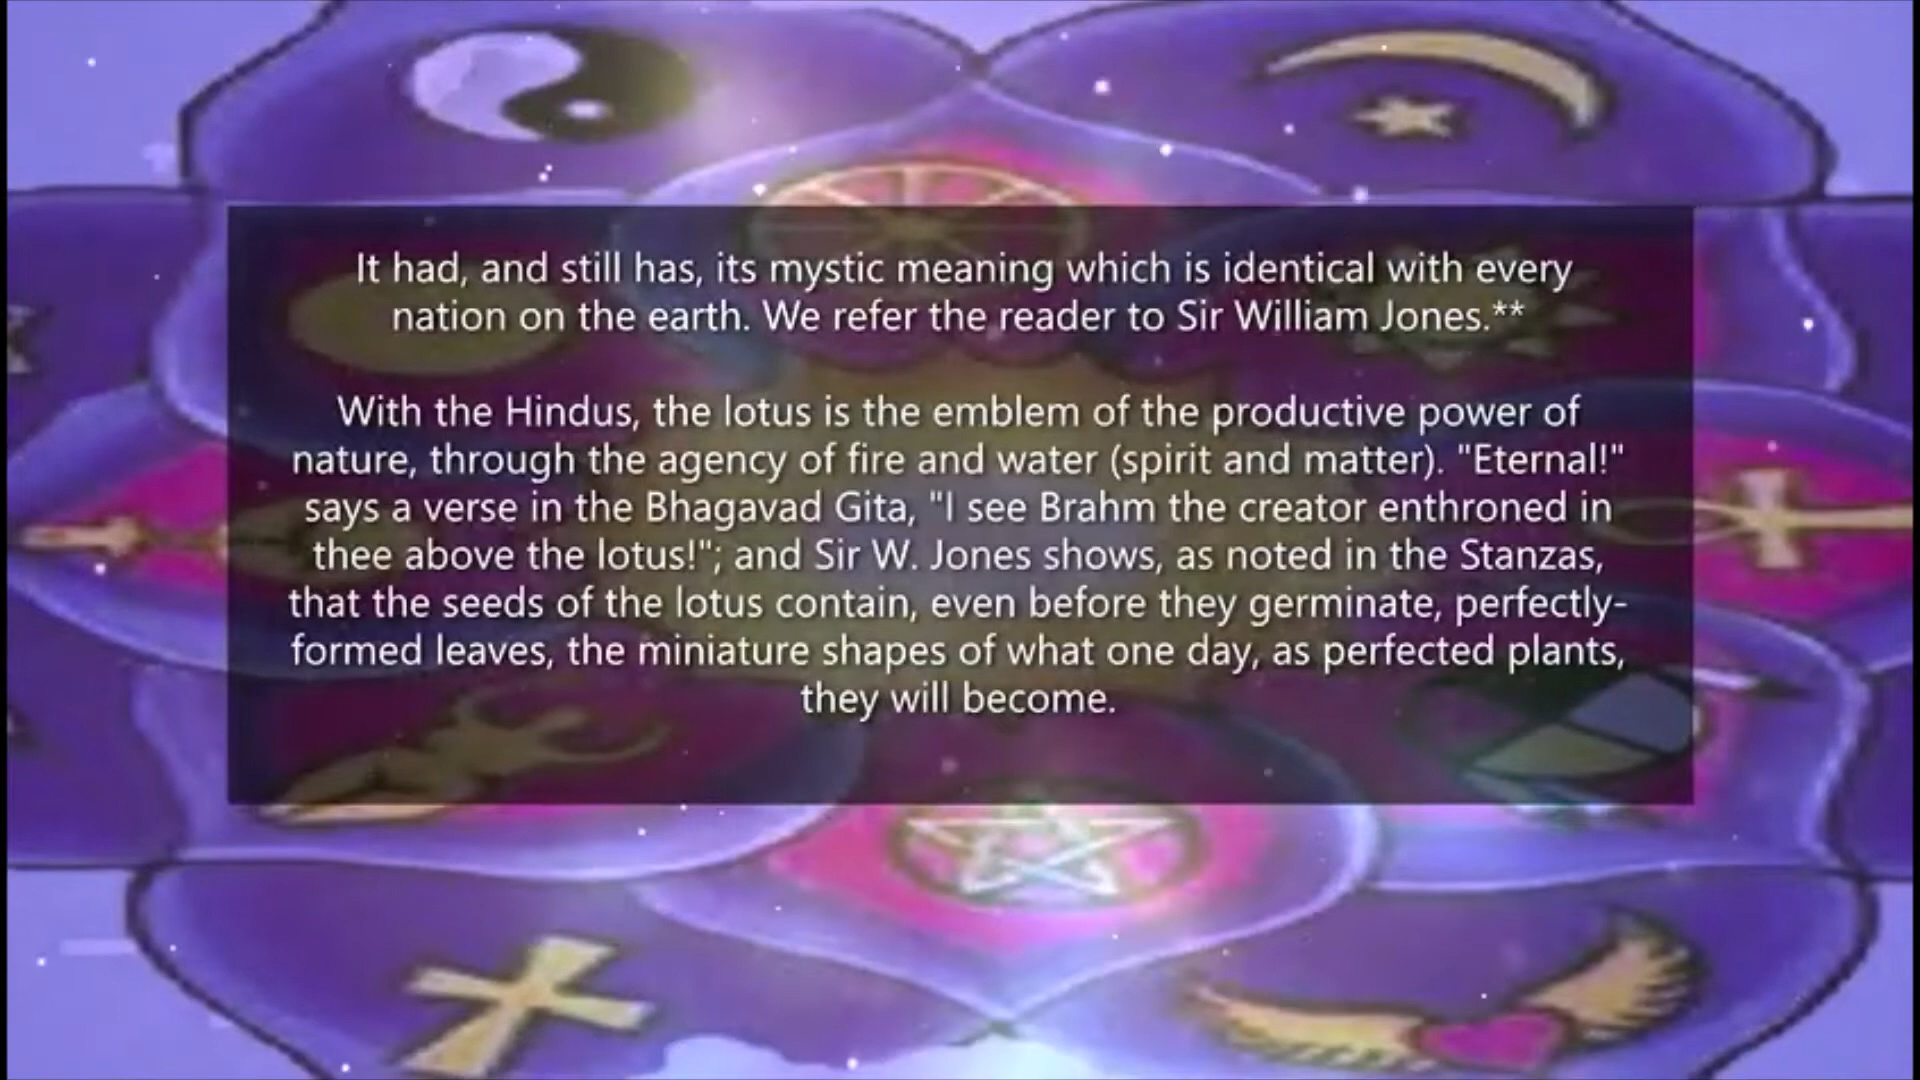 It had, and still has, its mystic meaning which is identical with every
nation on the earth. We refer the reader to Sir William Jones.**
With the Hindus, the lotus is the emblem of the productive power of
nature, through the agency of fire and water (spirit and matter). "Eternal!"
says a verse in the Bhagavad Gita, "I see Brahm the creator enthroned in
thee above the lotus!"; and Sir W. Jones shows, as noted in the Stanzas,
that the seeds of the lotus contain, even before they germinate, perfectly-
formed leaves, the miniature shapes of what one day, as perfected plants,
they will become.